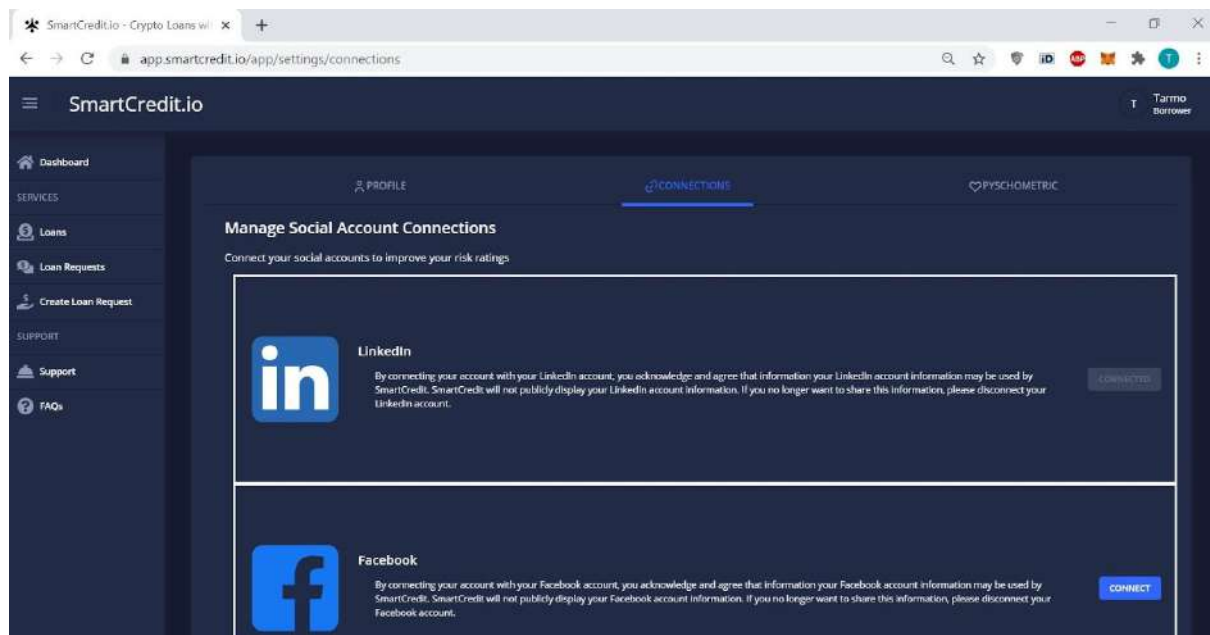 SmartCredit.io - Crypto Loans wi
app.smartcredit.io/app/settings/connections
iD
ABP
T
SmartCredit.io
T
Tarmo
Borrower
Dashboard
SERVICES
Loans
Loan Requests
Create Loan Request
SUPPORT
Support
FAQs
PROFILE
CONNECTIONS
PYSCHOMETRIC
Manage Social Account Connections
Connect your social accounts to improve your risk ratings
in
LinkedIn
By connecting your account with your LinkedIn account, you acknowledge and agree that information your LinkedIn account information may be used by
SmartCredit. SmartCredit will not publicly display your LinkedIn account information. If you no longer want to share this information, please disconnect your
LinkedIn account.
CONNECTED
f
Facebook
By connecting your account with your Facebook account, you acknowledge and agree that information your Facebook account information may be used by
SmartCredit. SmartCredit will not publicly display your Facebook account information. If you no longer want to share this information, please disconnect your
Facebook account.
CONNECT